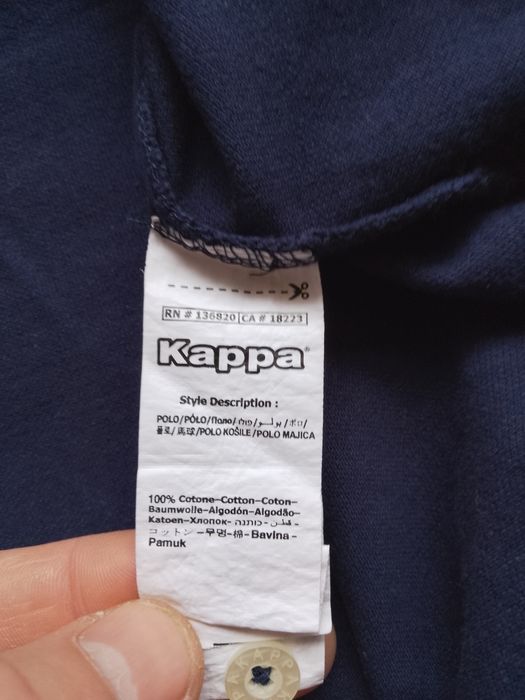 RN # 136820 CA # 18223
Kappa®
Style Description :
POLO/PÓLO/Поло/פולו/بولو/ポロ/
폴로/馬球/POLO KOŠILE/POLO MAJICA
100% Cotone-Cotton-Coton-
Baumwolle-Algodón-Algodão-
Katoen-Хлопок-כותנה-قطن-
コットン-무명-棉-Bavlna-
Pamuk
KAPPA